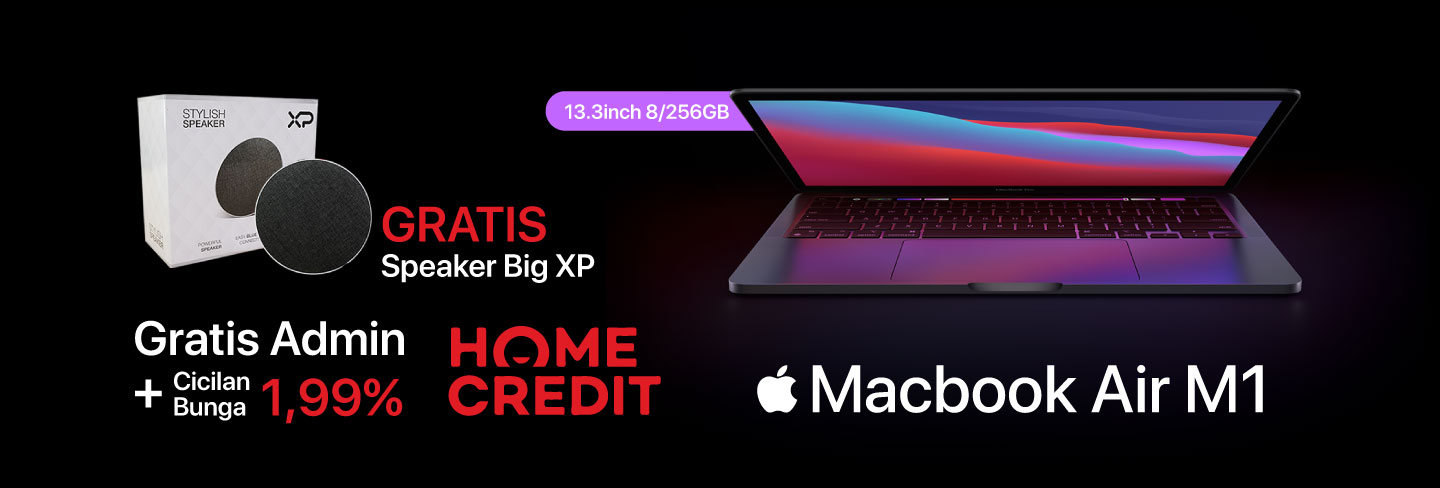 STYLISH
SPEAKER
XP
POWERFUL
SPEAKER
GRATIS
Speaker Big XP
13.3inch 8/256GB
Gratis Admin
+ Cicilan
Bunga 1,99%
HOME
CREDIT
Macbook Air M1